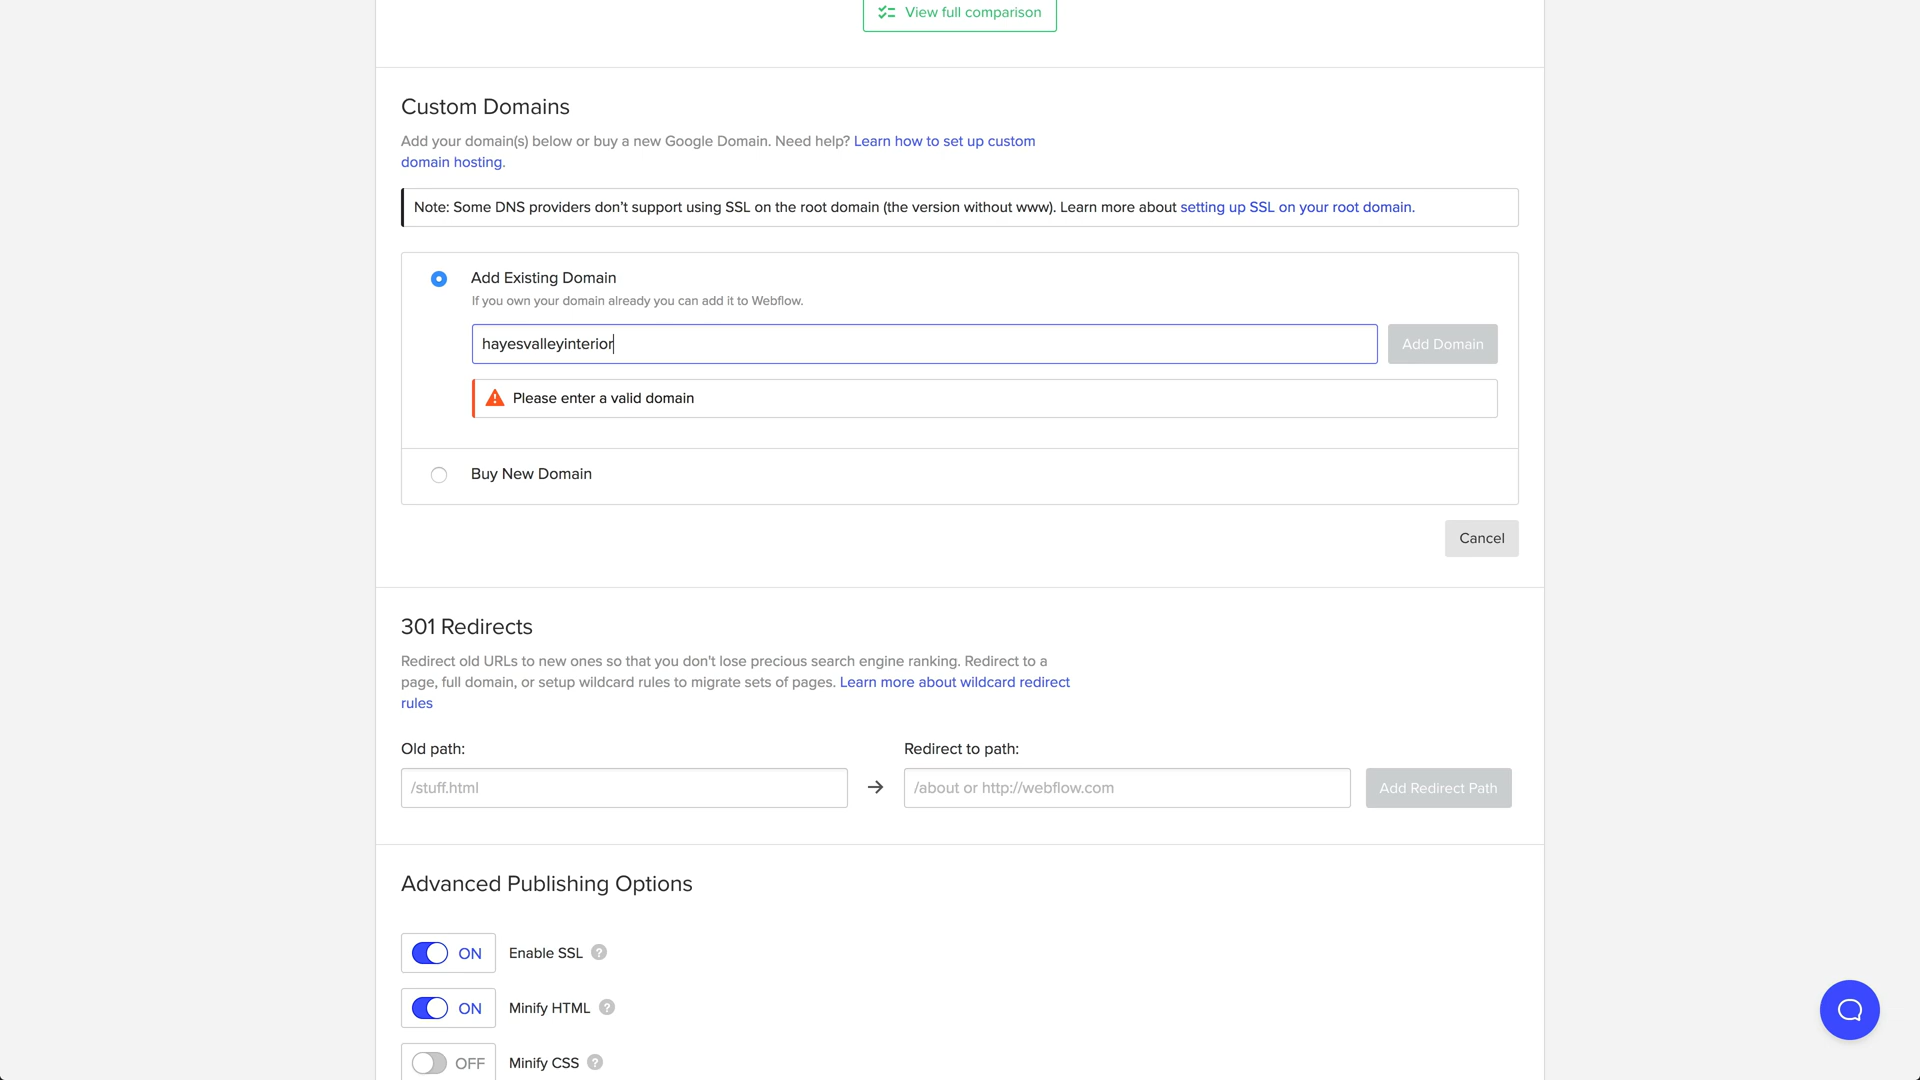 View full comparison
Custom Domains
Add your domain(s) below or buy a new Google Domain. Need help? Learn how to set up custom
domain hosting.
Note: Some DNS providers don’t support using SSL on the root domain (the version without www). Learn more about setting up SSL on your root domain.
Add Existing Domain
If you own your domain already you can add it to Webflow.
hayesvalleyinterior
Add Domain
Please enter a valid domain
Buy New Domain
Cancel
301 Redirects
Redirect old URLs to new ones so that you don't lose precious search engine ranking. Redirect to a
page, full domain, or setup wildcard rules to migrate sets of pages. Learn more about wildcard redirect
rules
Old path:
Redirect to path:
/stuff.html
/about or http://webflow.com
Add Redirect Path
Advanced Publishing Options
ON Enable SSL ?
ON Minify HTML ?
OFF Minify CSS ?